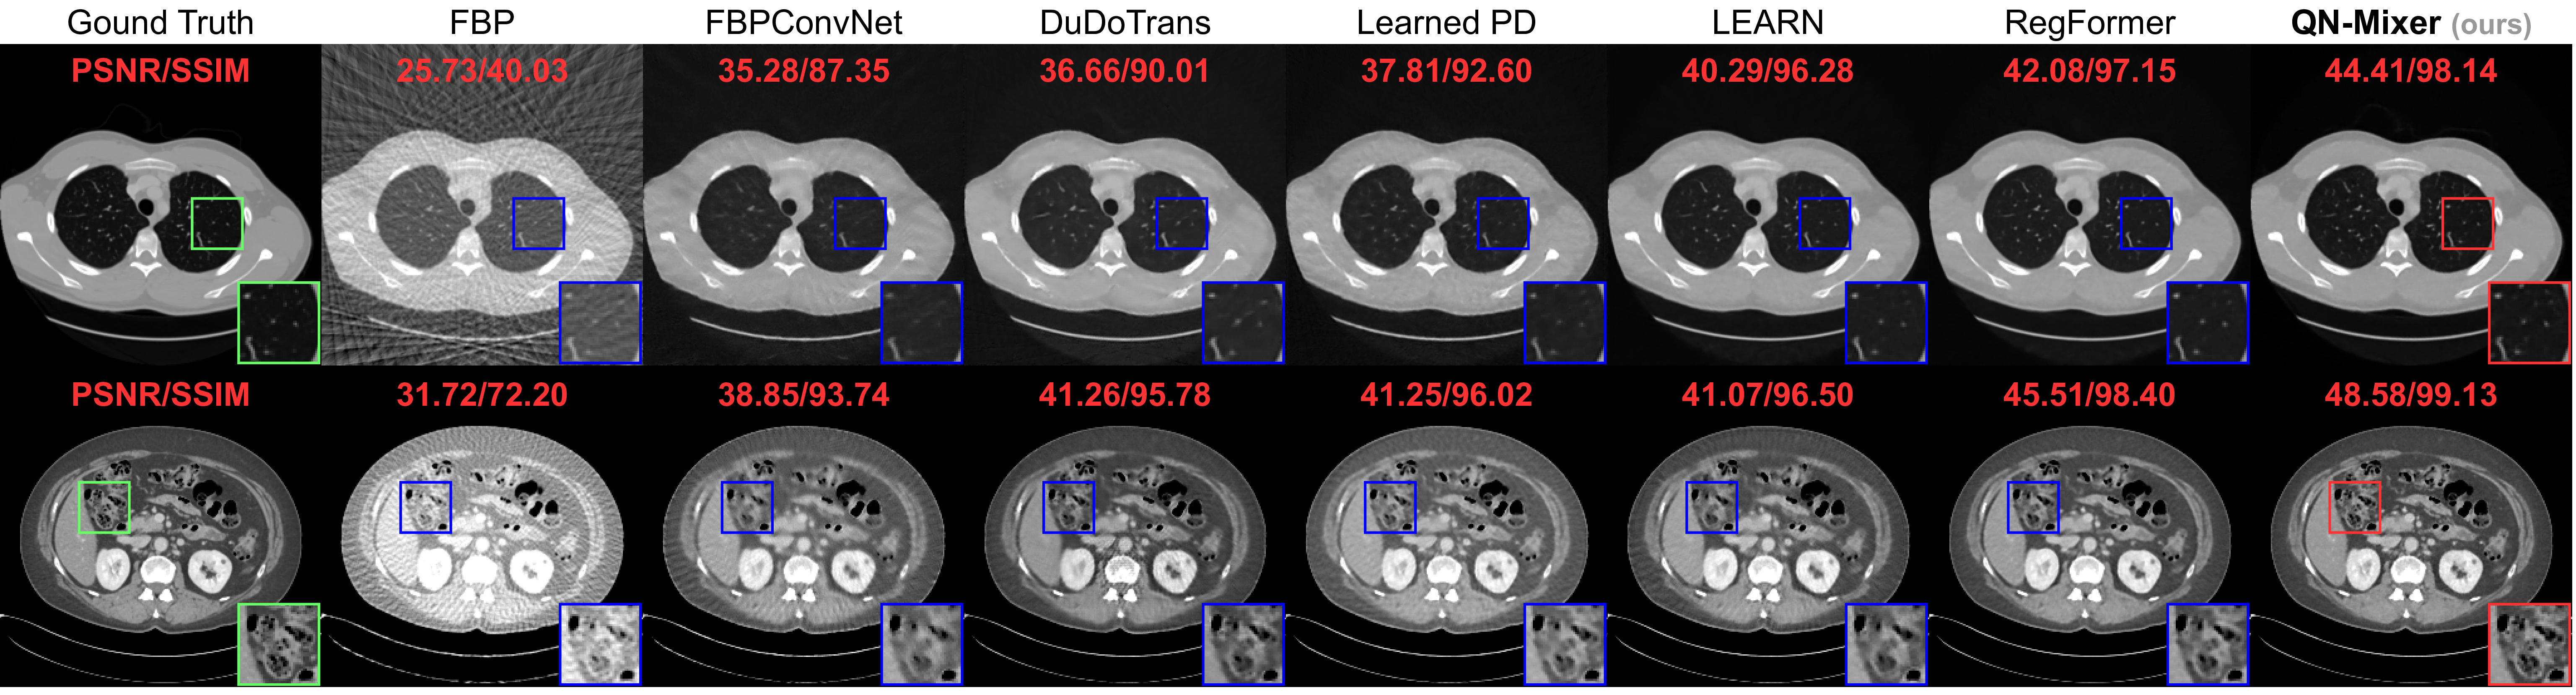 Gound Truth FBP FBPConvNet DuDoTrans Learned PD LEARN RegFormer QN-Mixer (ours)
PSNR/SSIM 25.73/40.03 35.28/87.35 36.66/90.01 37.81/92.60 40.29/96.28 42.08/97.15 44.41/98.14
PSNR/SSIM 31.72/72.20 38.85/93.74 41.26/95.78 41.25/96.02 41.07/96.50 45.51/98.40 48.58/99.13